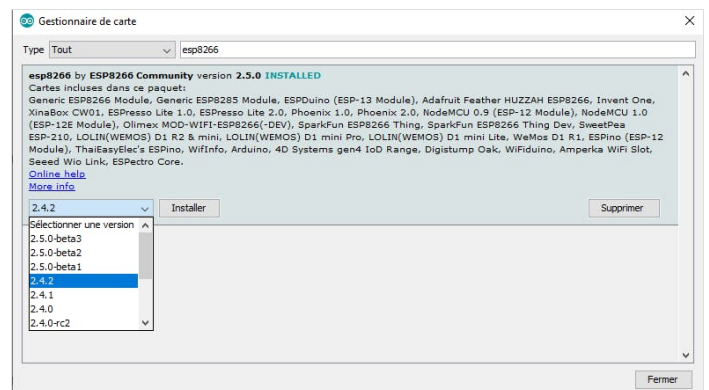 Gestionnaire de carte
Type Tout esp8266
esp8266 by ESP8266 Community version 2.5.0 INSTALLED
Cartes incluses dans ce paquet:
Generic ESP8266 Module, Generic ESP8285 Module, ESPDuino (ESP-13 Module), Adafruit Feather HUZZAH ESP8266, Invent One,
XinaBox CW01, ESPresso Lite 1.0, ESPresso Lite 2.0, Phoenix 1.0, Phoenix 2.0, NodeMCU 0.9 (ESP-12 Module), NodeMCU 1.0
(ESP-12E Module), Olimex MOD-WIFI-ESP8266(-DEV), SparkFun ESP8266 Thing, SparkFun ESP8266 Thing Dev, SweetPea
ESP-210, LOLIN(WEMOS) D1 R2 & mini, LOLIN(WEMOS) D1 mini Pro, LOLIN(WEMOS) D1 mini Lite, WeMos D1 R1, ESPino (ESP-12
Module), ThaiEasyElec's ESPino, WifInfo, Arduino, 4D Systems gen4 IoD Range, Digistump Oak, WiFiduino, Amperka WiFi Slot,
Seeed Wio Link, ESPectro Core.
Online help
More info
2.4.2 Installer Supprimer
Sélectionner une version
2.5.0-beta3
2.5.0-beta2
2.5.0-beta1
2.4.2
2.4.1
2.4.0
2.4.0-rc2
Fermer